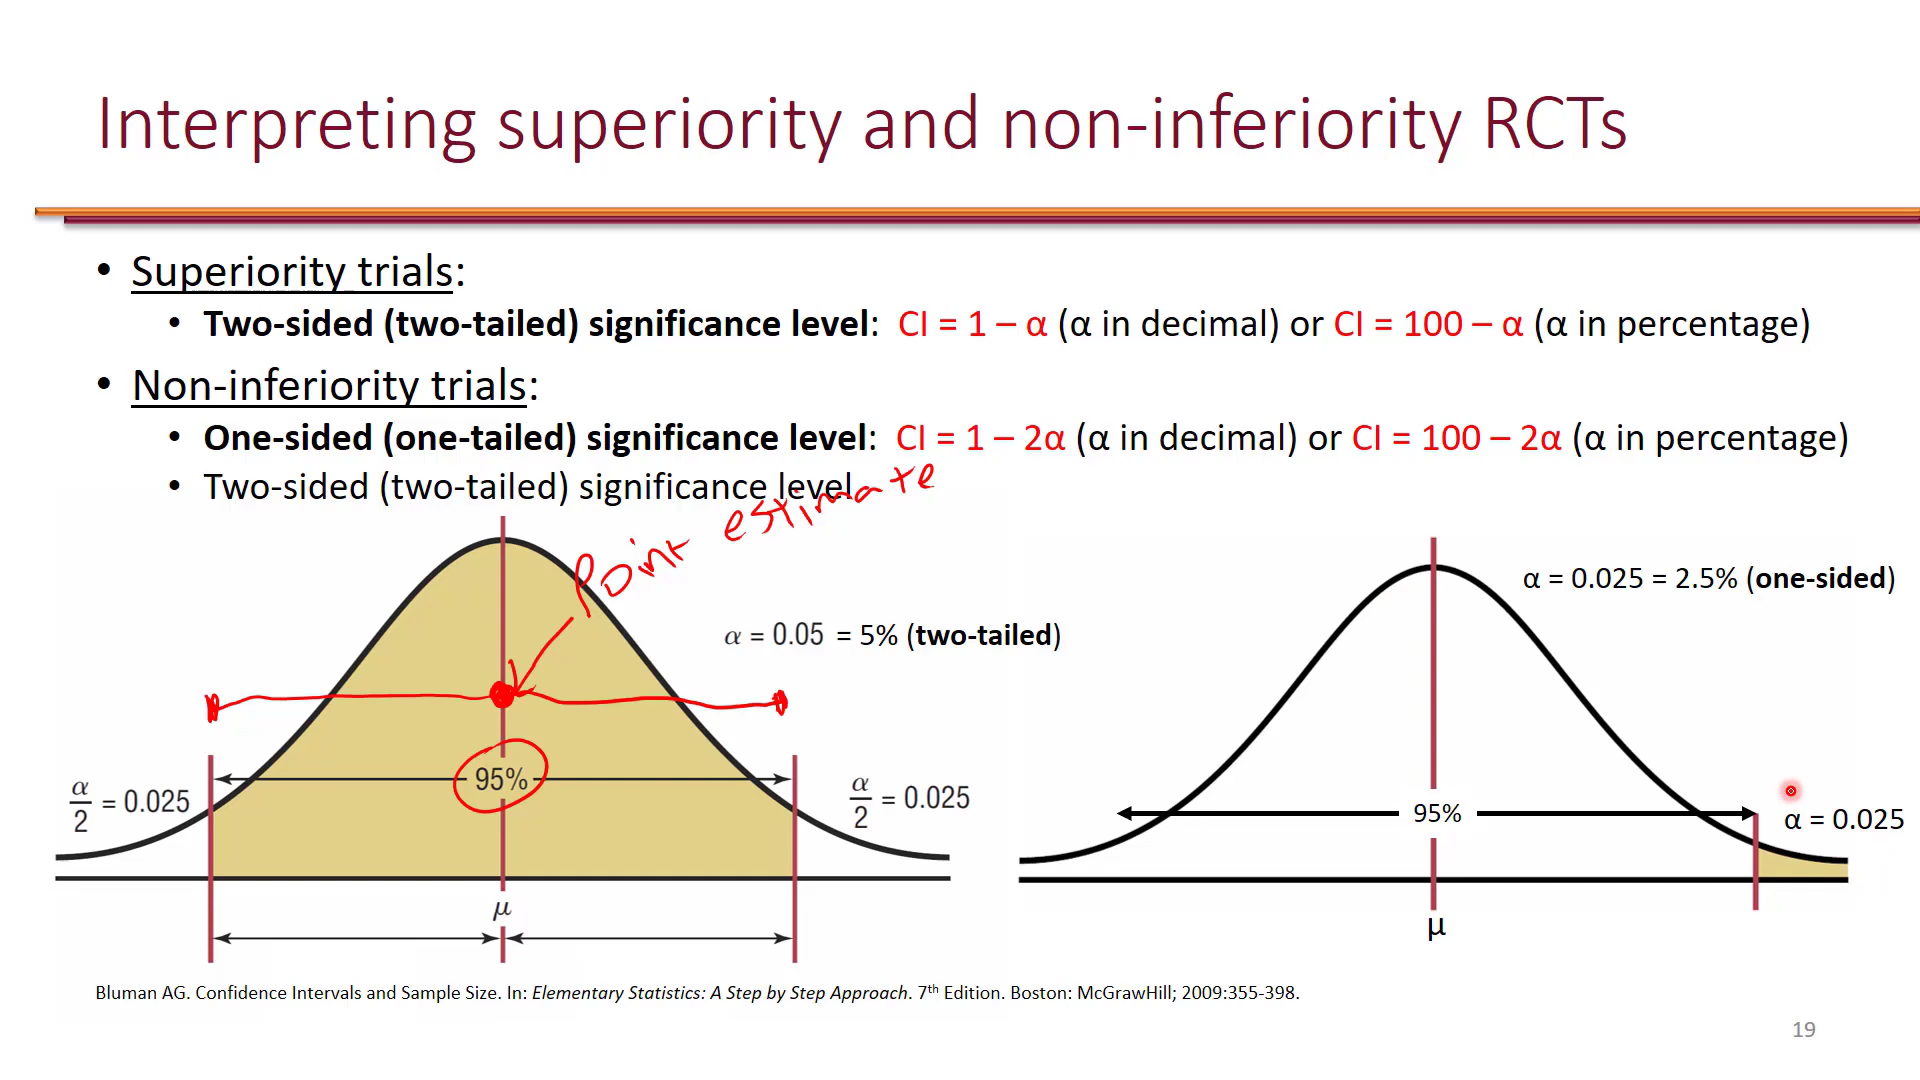 Interpreting superiority and non-inferiority RCTs
• Superiority trials:
• Two-sided (two-tailed) significance level: CI = 1 – α (α in decimal) or CI = 100 – α (α in percentage)
• Non-inferiority trials:
• One-sided (one-tailed) significance level: CI = 1 – 2α (α in decimal) or CI = 100 – 2α (α in percentage)
• Two-sided (two-tailed) significance level
Point estimate
α = 0.05 = 5% (two-tailed)
95%
α/2 = 0.025
α/2 = 0.025
μ
α = 0.025 = 2.5% (one-sided)
95%
α = 0.025
μ
Bluman AG. Confidence Intervals and Sample Size. In: Elementary Statistics: A Step by Step Approach. 7th Edition. Boston: McGrawHill; 2009:355-398.
19